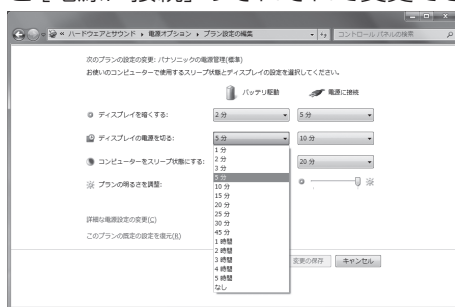 と［電源に接続］のそれぞれで変更でき
« ハードウェアとサウンド ▸ 電源オプション ▸ プラン設定の編集
コントロール パネルの検索
次のプランの設定の変更: パナソニックの電源管理(標準)
お使いのコンピューターで使用するスリープ状態とディスプレイの設定を選択してください。
バッテリ駆動 電源に接続
ディスプレイを暗くする: 2 分 5 分
ディスプレイの電源を切る: 5 分 10 分
1 分
コンピューターをスリープ状態にする: 2 分 20 分
3 分
プランの明るさを調整: 5 分
10 分
15 分
20 分
25 分
詳細な電源設定の変更(C) 30 分
このプランの既定の設定を復元(R) 45 分
1 時間
2 時間
3 時間 変更の保存 キャンセル
4 時間
5 時間
なし